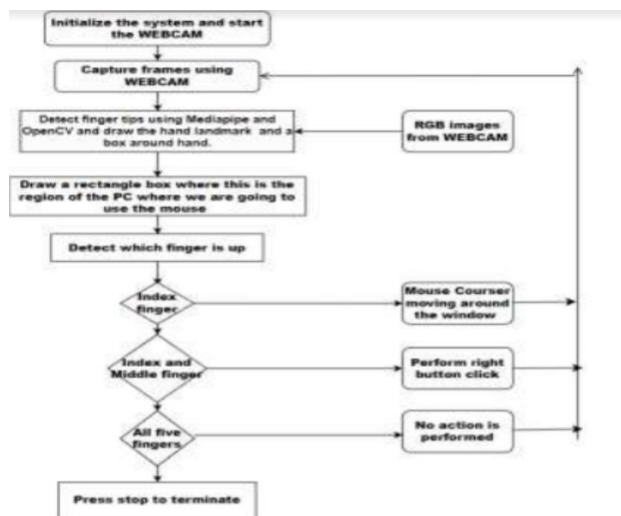 Initialize the system and start
the WEBCAM
Capture frames using
WEBCAM
Detect finger tips using Mediapipe and
OpenCV and draw the hand landmark and a
box around hand.
RGB images
from WEBCAM
Draw a rectangle box where this is the
region of the PC where we are going to
use the mouse
Detect which finger is up
Index
finger
Mouse Courser
moving around
the window
Index and
Middle finger
Perform right
button click
All five
fingers
No action is
performed
Press stop to terminate